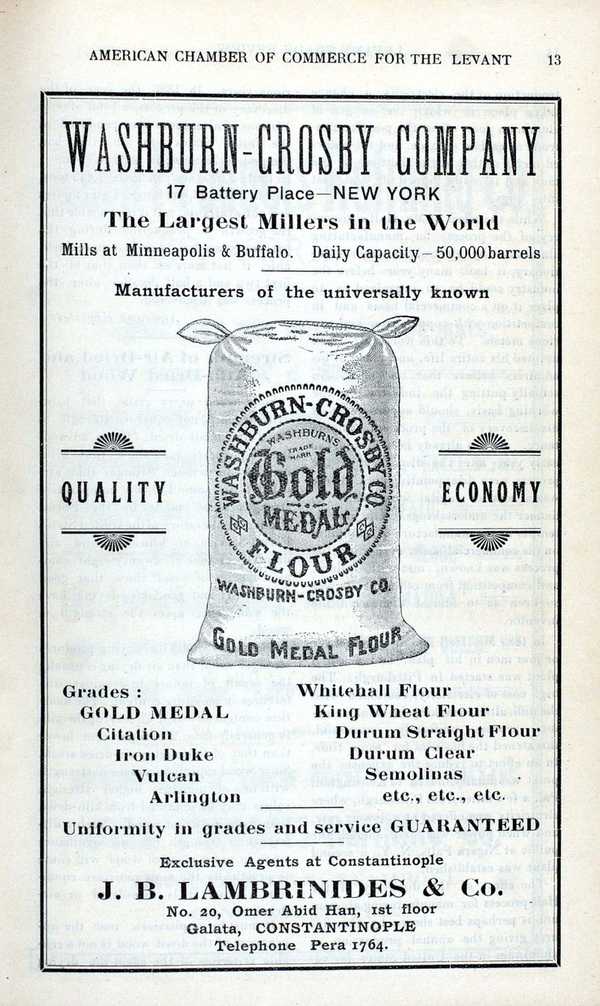 AMERICAN CHAMBER OF COMMERCE FOR THE LEVANT 13
WASHBURN-CROSBY COMPANY
17 Battery Place—NEW YORK
The Largest Millers in the World
Mills at Minneapolis & Buffalo. Daily Capacity – 50,000 barrels
Manufacturers of the universally known
WASHBURN-CROSBY CO.
WASHBURN'S
TRADE
MARK
Gold
MEDAL
FLOUR
WASHBURN-CROSBY CO.
GOLD MEDAL FLOUR
QUALITY
ECONOMY
Grades :
GOLD MEDAL
Citation
Iron Duke
Vulcan
Arlington
Whitehall Flour
King Wheat Flour
Durum Straight Flour
Durum Clear
Semolinas
etc., etc., etc.
Uniformity in grades and service GUARANTEED
Exclusive Agents at Constantinople
J. B. LAMBRINIDES & Co.
No. 20, Omer Abid Han, 1st floor
Galata, CONSTANTINOPLE
Telephone Pera 1764.